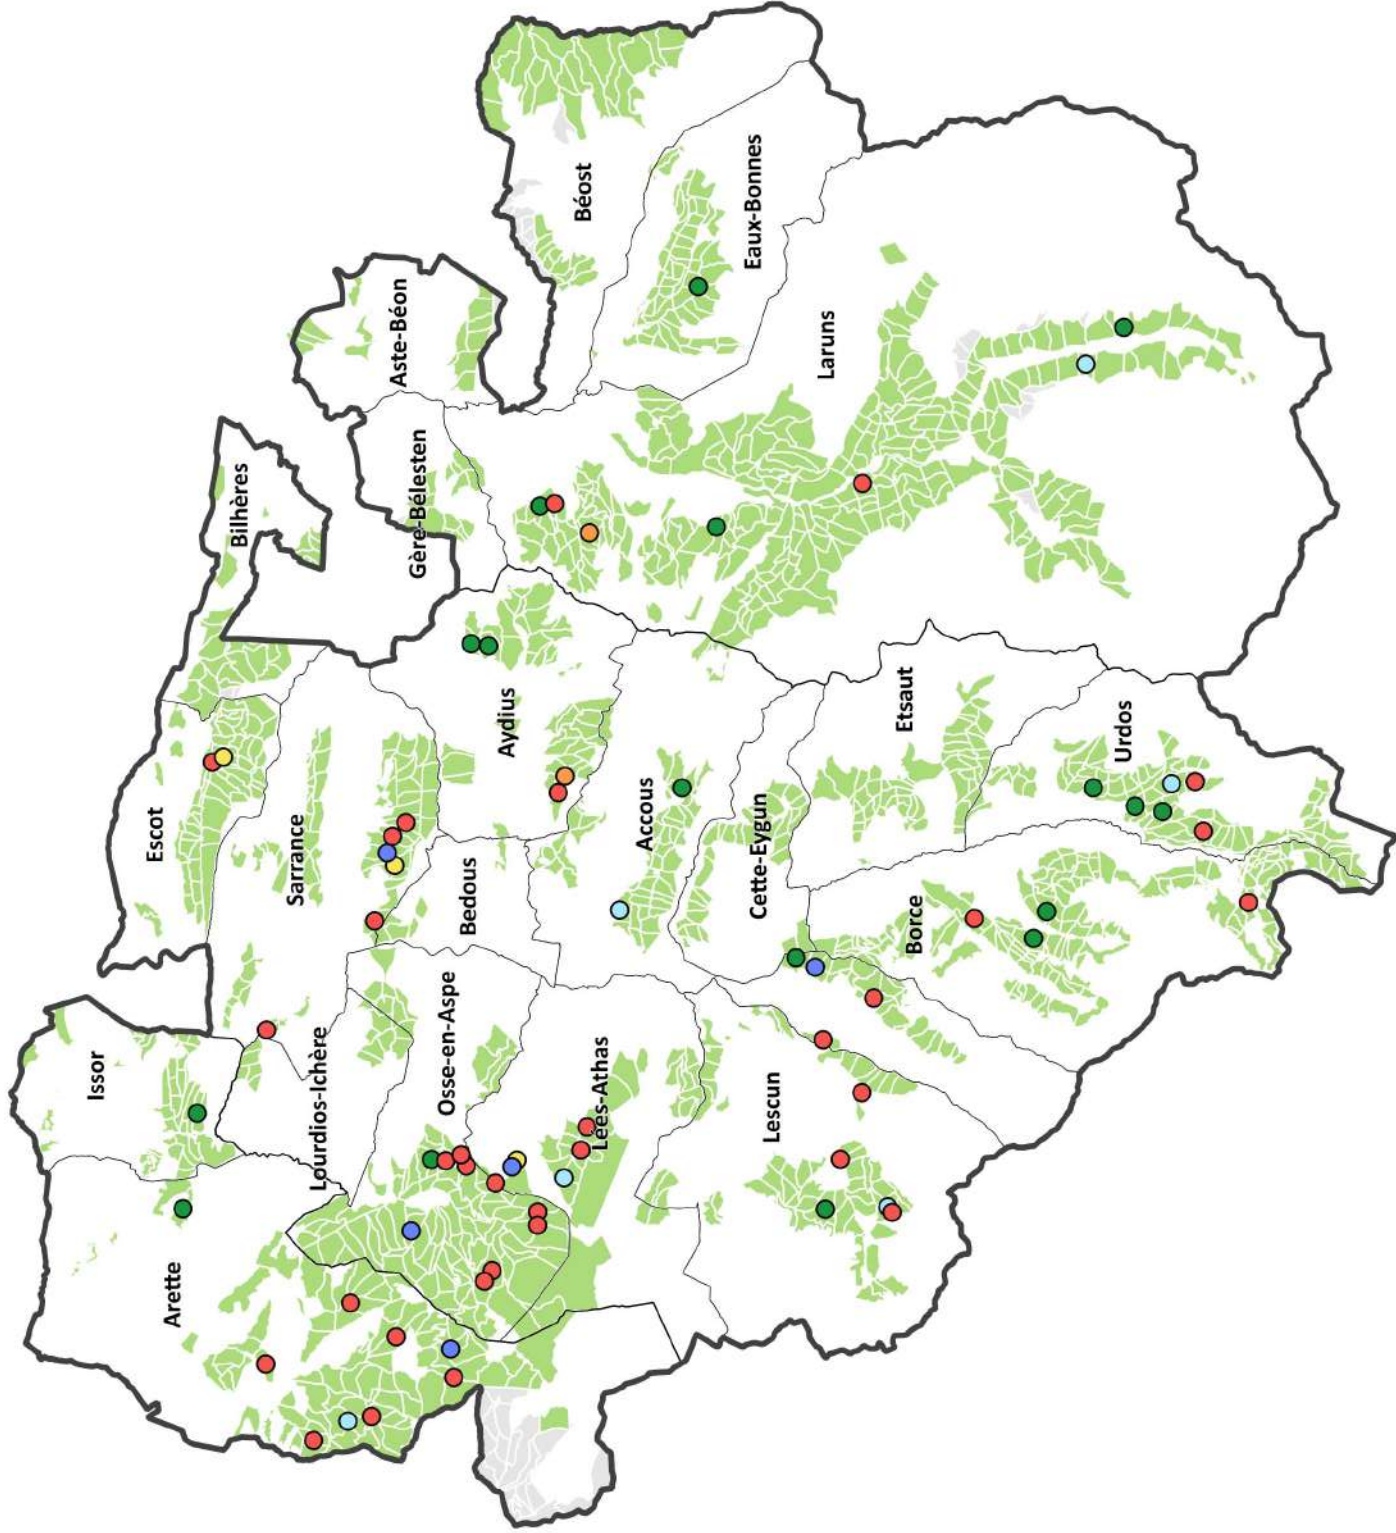 Issor
Arette
Escot
Bilhères
Sarrance
Lourdios-Ichère
Gère-Bélesten
Aste-Béon
Osse-en-Aspe
Bedous
Aydius
Béost
Lées-Athas
Accous
Eaux-Bonnes
Lescun
Cette-Eygun
Laruns
Borce
Etsaut
Urdos